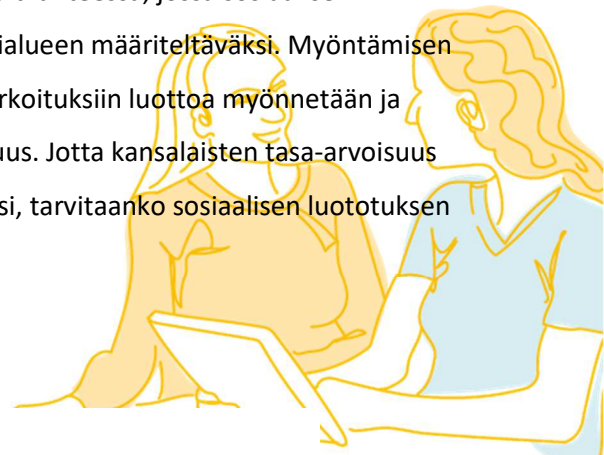 ialueen määriteltäväksi. Myöntämisen
rkoituksiin luottoa myönnetään ja
uus. Jotta kansalaisten tasa-arvoisuus
si, tarvitaanko sosiaalisen luototuksen